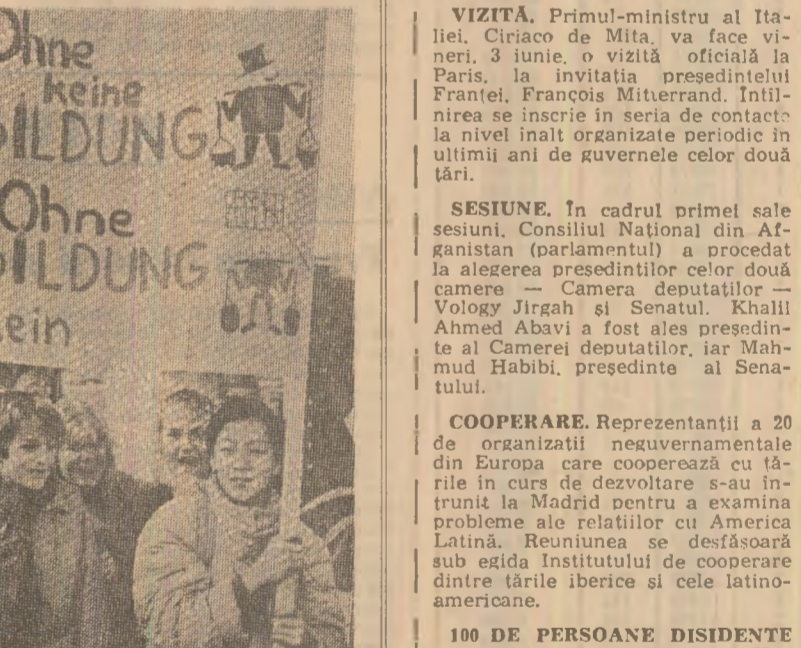 Ohne
keine
BILDUNG
Ohne
BILDUNG
kein
VIZITĂ. Primul-ministru al Ita-
liei, Ciriaco de Mita, va face vi-
neri, 3 iunie, o vizită oficială la
Paris, la invitația președintelui
Franței, François Mitterrand. Întîl-
nirea se înscrie în seria de contacte
la nivel înalt organizate periodic în
ultimii ani de guvernele celor două
țări.
SESIUNE. În cadrul primei sale
sesiuni, Consiliul Național din Af-
ganistan (parlamentul) a procedat
la alegerea președinților celor două
camere — Camera deputaților —
Vology Jirgah și Senatul. Khalil
Ahmed Abavi a fost ales președin-
te al Camerei deputaților, iar Mah-
mud Habibi, președinte al Sena-
tului.
COOPERARE. Reprezentanții a 20
de organizații neguvernamentale
din Europa care cooperează cu ță-
rile în curs de dezvoltare s-au în-
trunit la Madrid pentru a examina
probleme ale relațiilor cu America
Latină. Reuniunea se desfășoară
sub egida Institutului de cooperare
dintre țările iberice și cele latino-
americane.
100 DE PERSOANE DISIDENTE